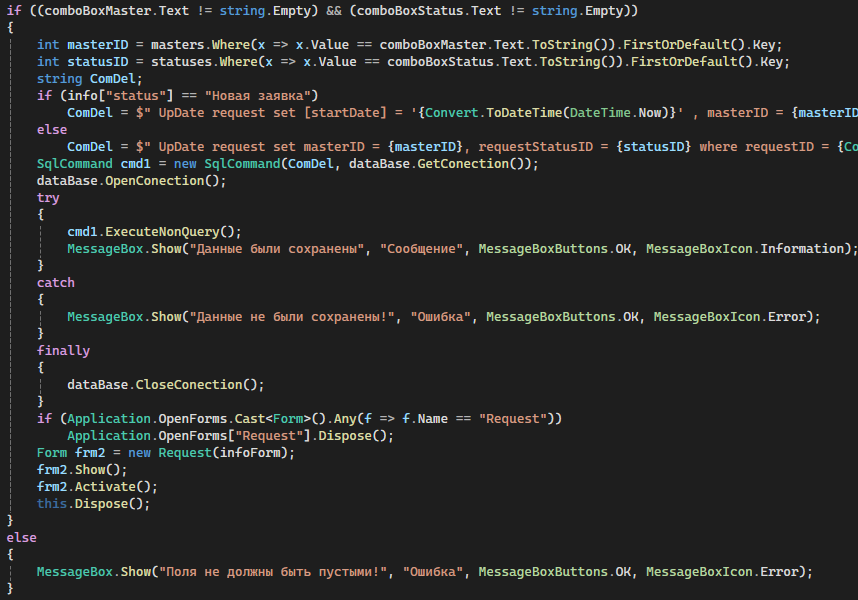 if ((comboBoxMaster.Text != string.Empty) && (comboBoxStatus.Text != string.Empty))
{
int masterID = masters.Where(x => x.Value == comboBoxMaster.Text.ToString()).FirstOrDefault().Key;
int statusID = statuses.Where(x => x.Value == comboBoxStatus.Text.ToString()).FirstOrDefault().Key;
string ComDel;
if (info["status"] == "Новая заявка")
ComDel = $" UpDate request set [startDate] = '{Convert.ToDateTime(DateTime.Now)}' , masterID = {masterID
else
ComDel = $" UpDate request set masterID = {masterID}, requestStatusID = {statusID} where requestID = {Co
SqlCommand cmd1 = new SqlCommand(ComDel, dataBase.GetConection());
dataBase.OpenConection();
try
{
cmd1.ExecuteNonQuery();
MessageBox.Show("Данные были сохранены", "Сообщение", MessageBoxButtons.OK, MessageBoxIcon.Information);
}
catch
{
MessageBox.Show("Данные не были сохранены!", "Ошибка", MessageBoxButtons.OK, MessageBoxIcon.Error);
}
finally
{
dataBase.CloseConection();
}
if (Application.OpenForms.Cast<Form>().Any(f => f.Name == "Request"))
Application.OpenForms["Request"].Dispose();
Form frm2 = new Request(infoForm);
frm2.Show();
frm2.Activate();
this.Dispose();
}
else
{
MessageBox.Show("Поля не должны быть пустыми!", "Ошибка", MessageBoxButtons.OK, MessageBoxIcon.Error);
}